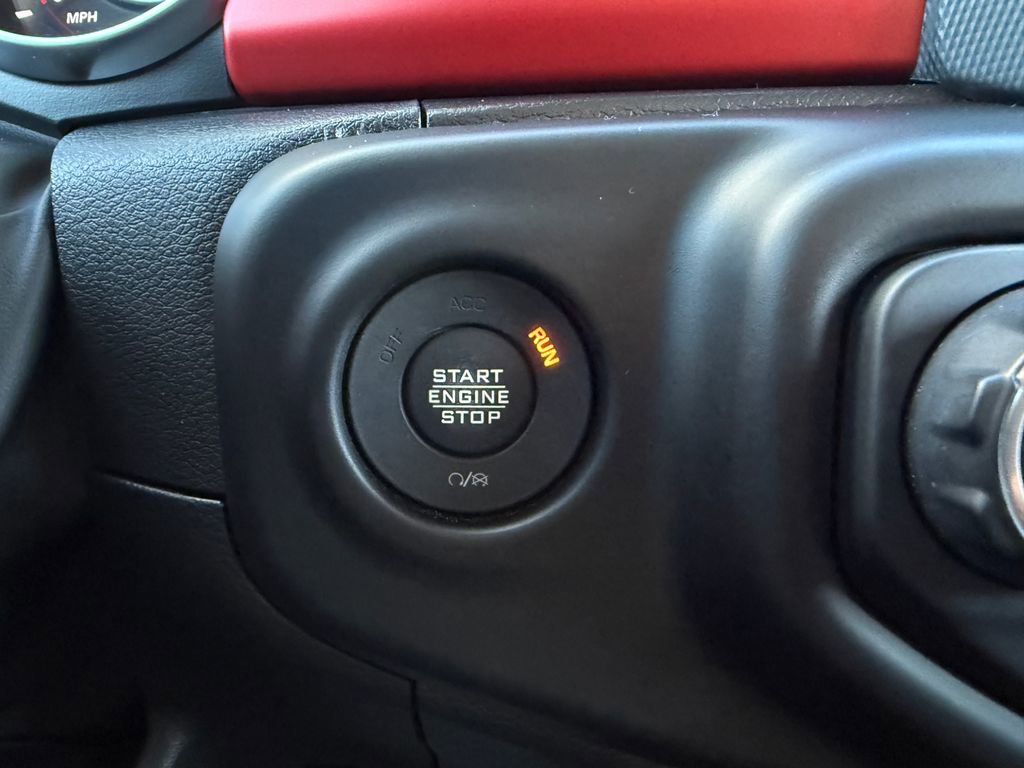 MPH
ACC
OFF
RUN
START
ENGINE
STOP